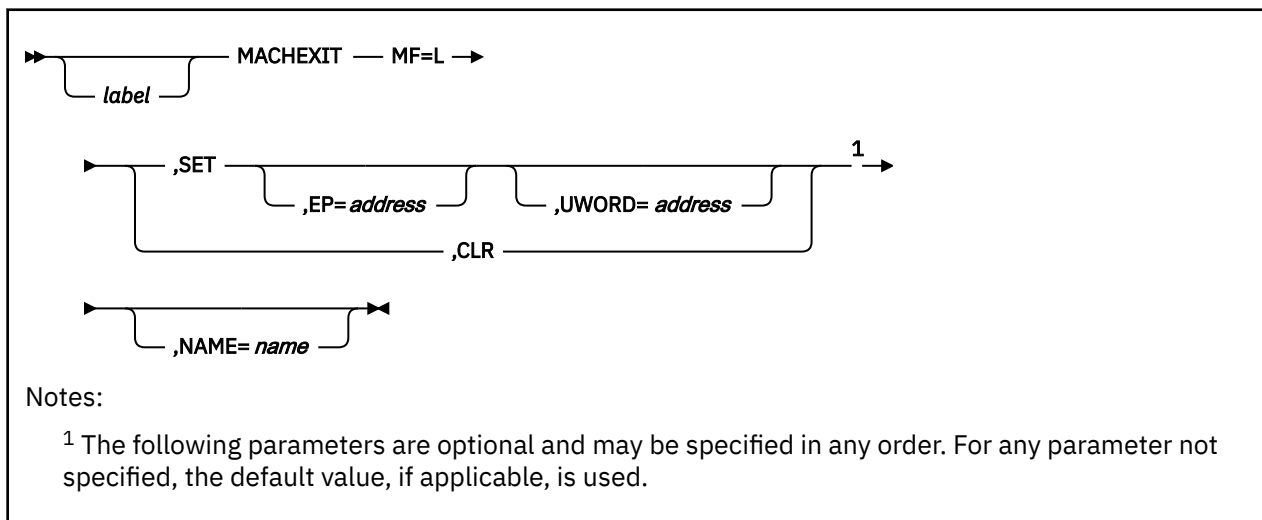 MACHEXIT MF=L
label
,SET 1
,EP= address ,UWORD= address
,CLR
,NAME= name
Notes:
1 The following parameters are optional and may be specified in any order. For any parameter not
specified, the default value, if applicable, is used.